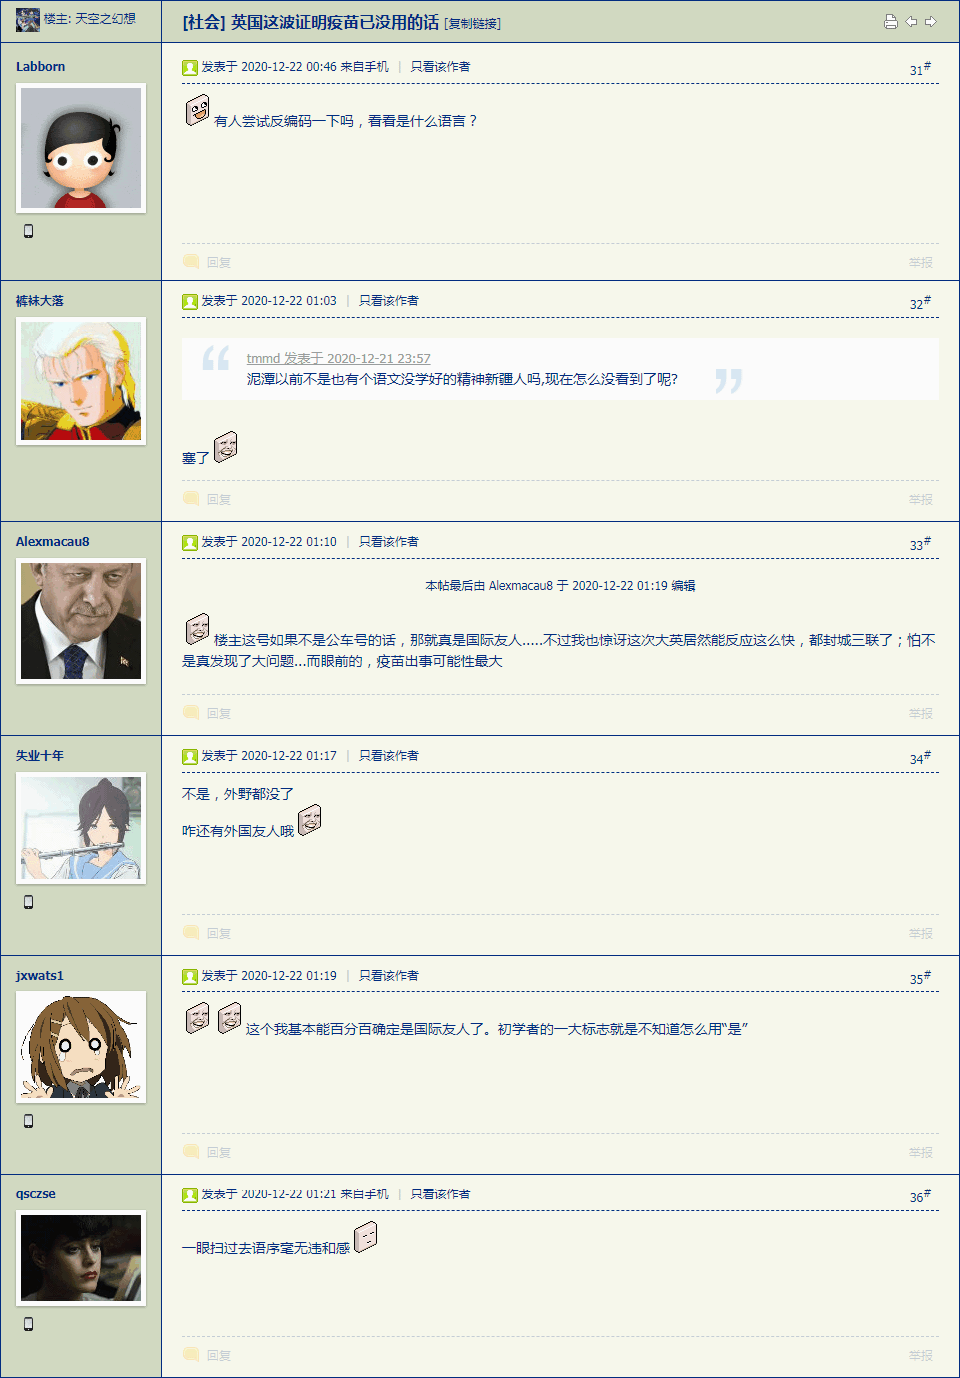 楼主: 天空之幻想
[社会] 英国这波证明疫苗已没用的话 [复制链接]
Labborn
发表于 2020-12-22 00:46 来自手机 | 只看该作者
31#
有人尝试反编码一下吗，看看是什么语言？
回复
举报
裤袜大落
发表于 2020-12-22 01:03 | 只看该作者
32#
tmmd 发表于 2020-12-21 23:57
泥潭以前不是也有个语文没学好的精神新疆人吗,现在怎么没看到了呢?
塞了
回复
举报
Alexmacau8
发表于 2020-12-22 01:10 | 只看该作者
33#
本帖最后由 Alexmacau8 于 2020-12-22 01:19 编辑
楼主这号如果不是公车号的话，那就真是国际友人.....不过我也惊讶这次大英居然能反应这么快，都封城三联了；怕不
是真发现了大问题...而眼前的，疫苗出事可能性最大
回复
举报
失业十年
发表于 2020-12-22 01:17 | 只看该作者
34#
不是，外野都没了
咋还有外国友人哦
回复
举报
jxwats1
发表于 2020-12-22 01:19 | 只看该作者
35#
这个我基本能百分百确定是国际友人了。初学者的一大标志就是不知道怎么用“是”
回复
举报
qsczse
发表于 2020-12-22 01:21 来自手机 | 只看该作者
36#
一眼扫过去语序毫无违和感
回复
举报